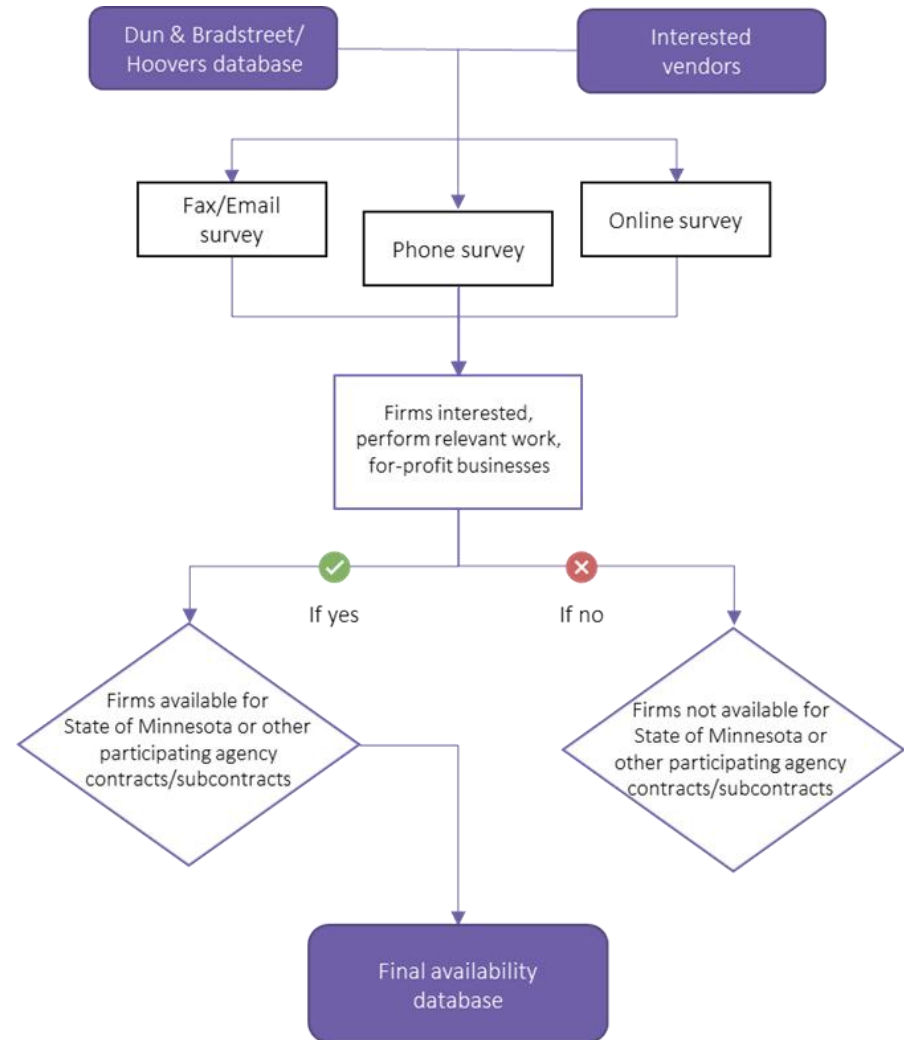 Dun & Bradstreet/
Hoovers database
Interested
vendors
Fax/Email
survey
Phone survey
Online survey
Firms interested,
perform relevant work,
for-profit businesses
If yes
If no
Firms available for
State of Minnesota or other
participating agency
contracts/subcontracts
Firms not available for
State of Minnesota or
other participating agency
contracts/subcontracts
Final availability
database